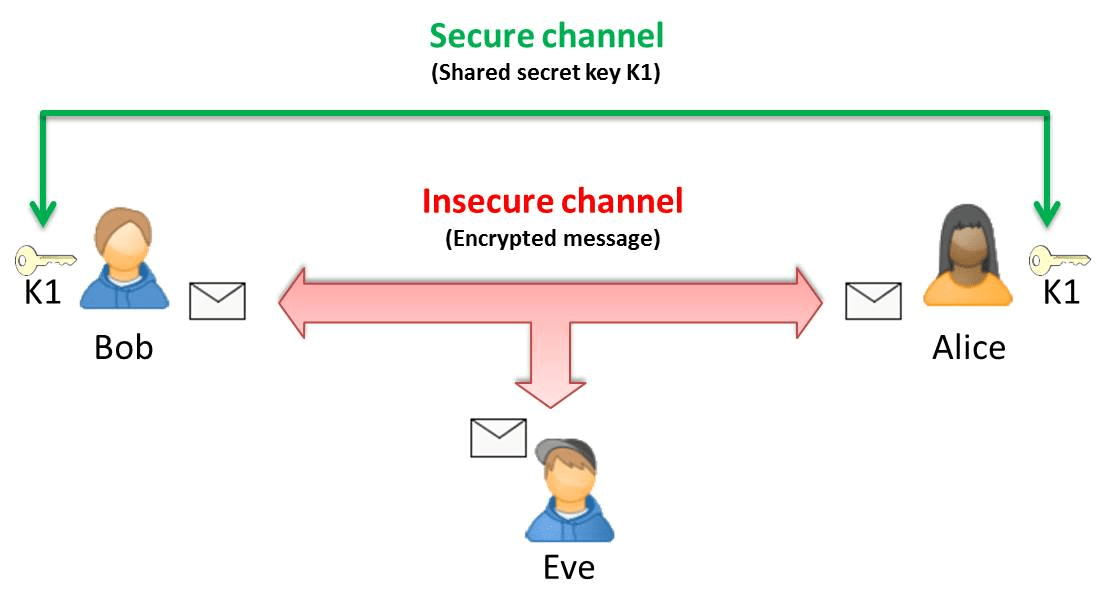 Secure channel
(Shared secret key K1)
Insecure channel
(Encrypted message)
K1
K1
Bob
Alice
Eve